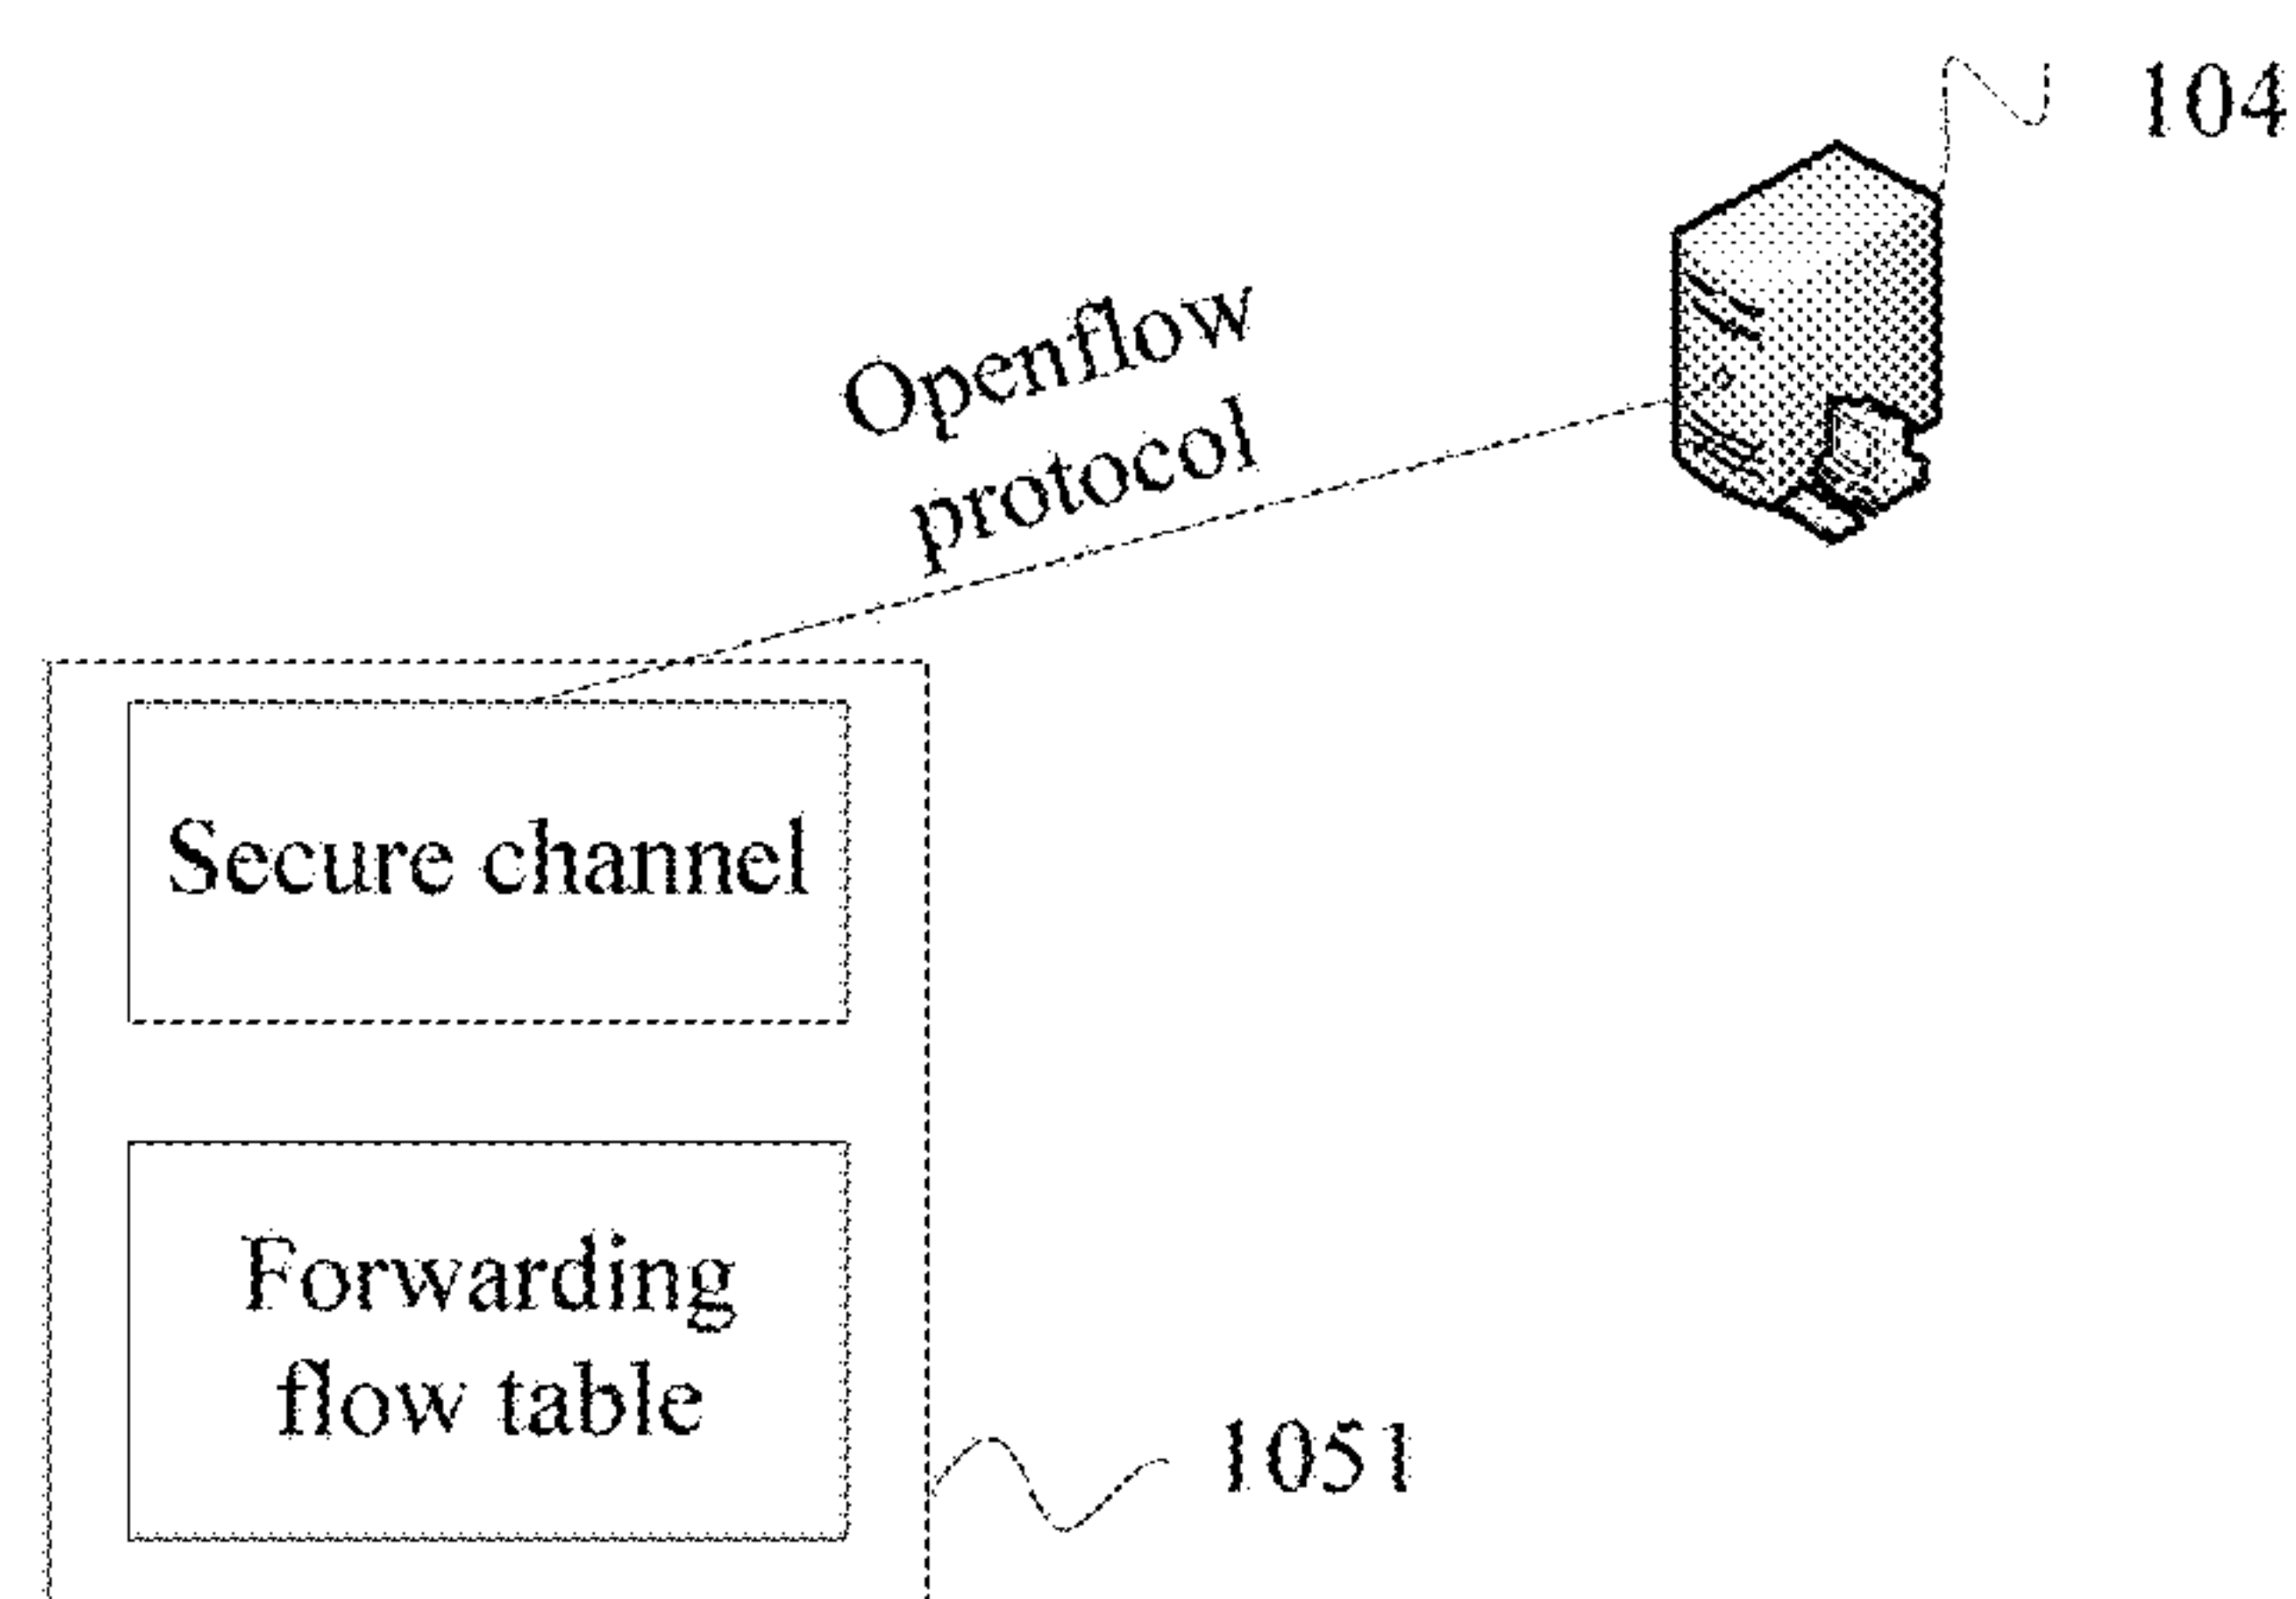 104
Openflow
protocol
Secure channel
Forwarding
flow table
1051